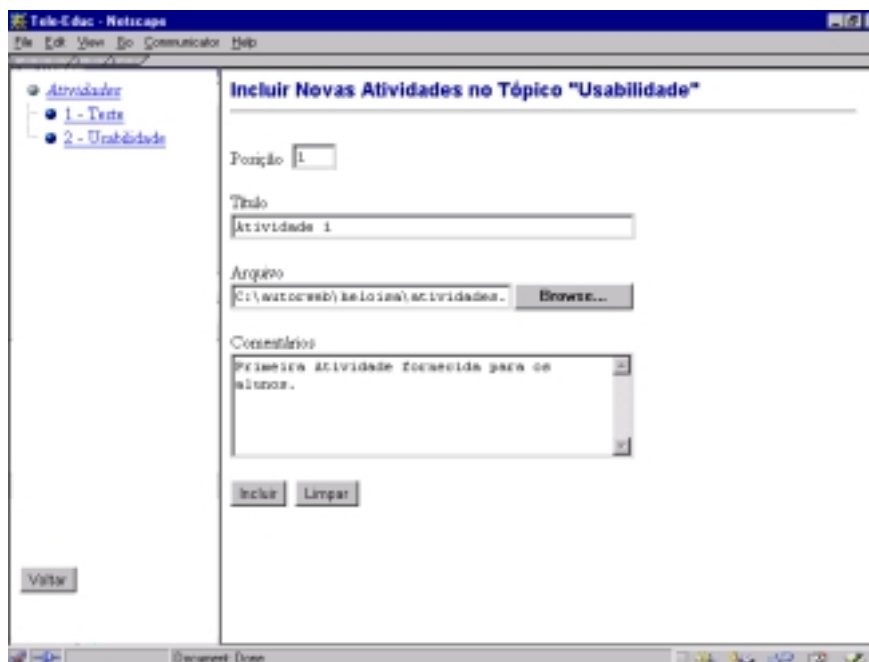 Tele-Educ - Netscape
File Edit View Go Communicator Help
Atividades
1 - Teste
2 - Usabilidade
Incluir Novas Atividades no Tópico "Usabilidade"
Posição 1
Título
Atividade 1
Arquivo
C:\autorweb\heloisa\atividades. Browse...
Comentários
Primeira Atividade fornecida para os
alunos.
Incluir Limpar
Voltar
Document: Done